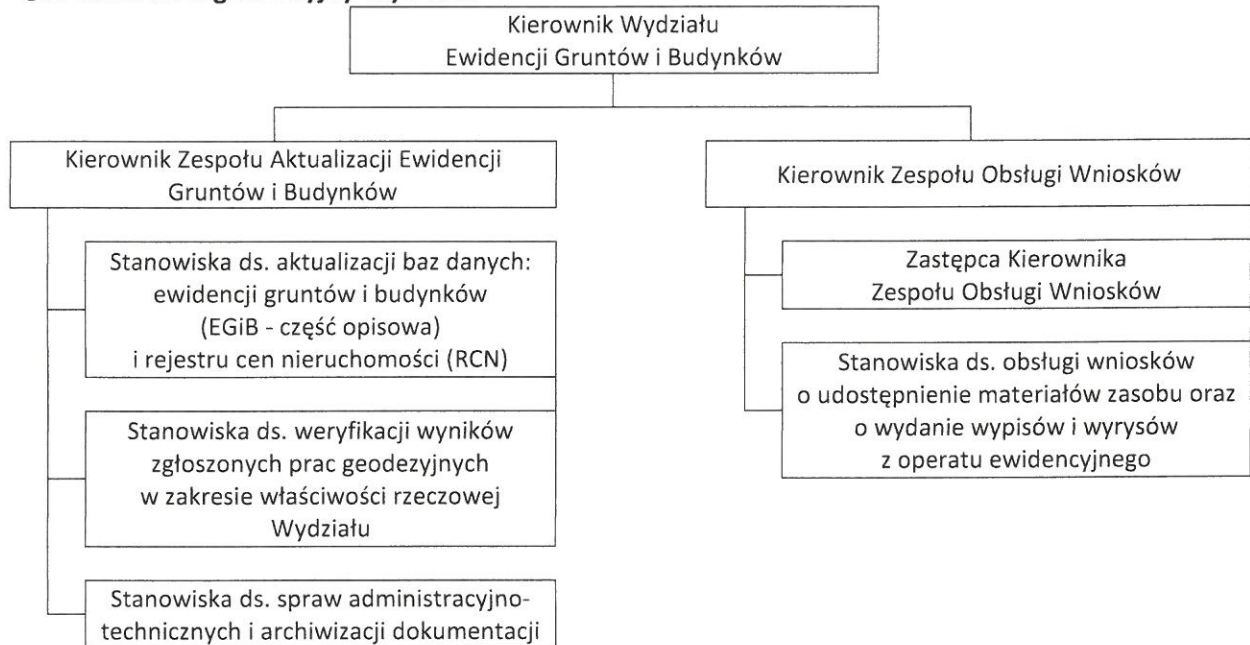 Kierownik Wydziału
Ewidencji Gruntów i Budynków
Kierownik Zespołu Aktualizacji Ewidencji
Gruntów i Budynków
Stanowiska ds. aktualizacji baz danych:
ewidencji gruntów i budynków
(EGiB - część opisowa)
i rejestru cen nieruchomości (RCN)
Stanowiska ds. weryfikacji wyników
zgłoszonych prac geodezyjnych
w zakresie właściwości rzeczowej
Wydziału
Stanowiska ds. spraw administracyjno-
technicznych i archiwizacji dokumentacji
Kierownik Zespołu Obsługi Wniosków
Zastępca Kierownika
Zespołu Obsługi Wniosków
Stanowiska ds. obsługi wniosków
o udostępnienie materiałów zasobu oraz
o wydanie wypisów i wyrysów
z operatu ewidencyjnego